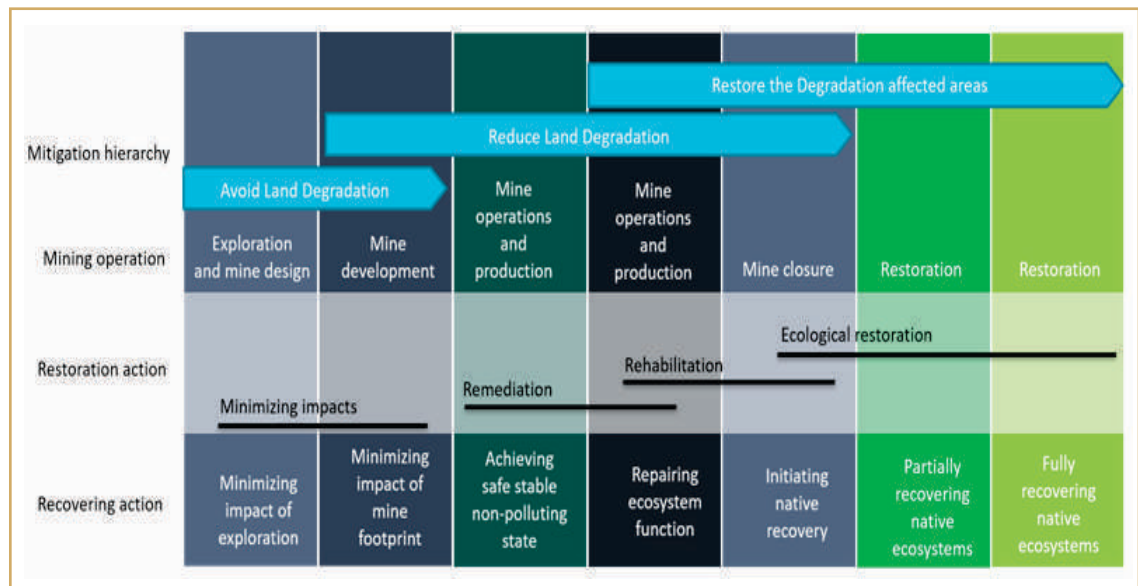 Restore the Degradation affected areas
Reduce Land Degradation
Mitigation hierarchy
Avoid Land Degradation
Mining operation
Exploration
and mine design
Mine
development
Mine
operations
and
production
Mine
operations
and
production
Mine closure
Restoration
Restoration
Restoration action
Minimizing impacts
Remediation
Rehabilitation
Ecological restoration
Recovering action
Minimizing
impact of
exploration
Minimizing
impact of
mine
footprint
Achieving
safe stable
non-polluting
state
Repairing
ecosystem
function
Initiating
native
recovery
Partially
recovering
native
ecosystems
Fully
recovering
native
ecosystems